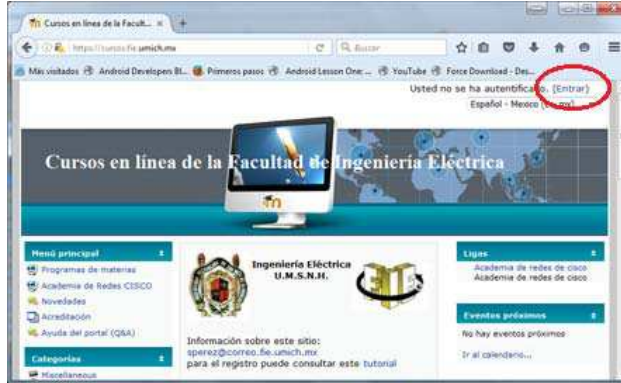 Cursos en línea de la Facult... ×
https://cursos.fie.umich.mx
Buscar
Más visitados Android Developers Bl... Primeros pasos Android Lesson One: ... YouTube Force Download - Des...
Usted no se ha autentificado. (Entrar)
Español - Mexico (es_mx)
Cursos en línea de la Facultad de Ingeniería Eléctrica
Menú principal
Programas de materias
Academia de Redes CISCO
Novedades
Acreditación
Ayuda del portal (Q&A)
Categorías
Miscellaneous
Ingeniería Eléctrica
U.M.S.N.H.
Información sobre este sitio:
sperez@correo.fie.umich.mx
para el registro puede consultar este tutorial
Ligas
Academia de redes de cisco
Academia de redes de cisco
Eventos próximos
No hay eventos próximos
Ir al calendario...